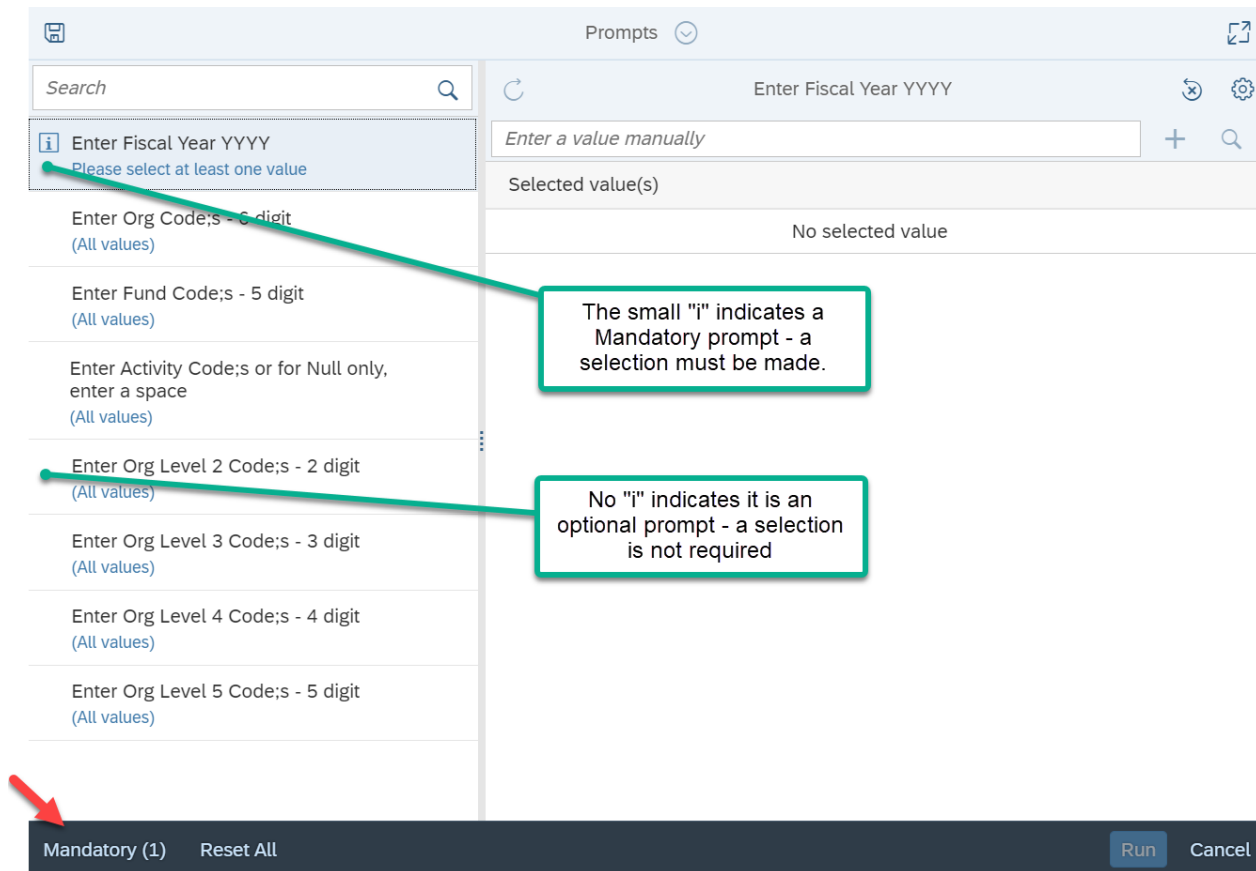 Prompts
Search
Enter Fiscal Year YYYY
i Enter Fiscal Year YYYY
Please select at least one value
Enter a value manually
Selected value(s)
No selected value
Enter Org Code;s - 6 digit
(All values)
Enter Fund Code;s - 5 digit
(All values)
Enter Activity Code;s or for Null only,
enter a space
(All values)
Enter Org Level 2 Code;s - 2 digit
(All values)
Enter Org Level 3 Code;s - 3 digit
(All values)
Enter Org Level 4 Code;s - 4 digit
(All values)
Enter Org Level 5 Code;s - 5 digit
(All values)
The small "i" indicates a
Mandatory prompt - a
selection must be made.
No "i" indicates it is an
optional prompt - a selection
is not required
Mandatory (1)
Reset All
Run
Cancel